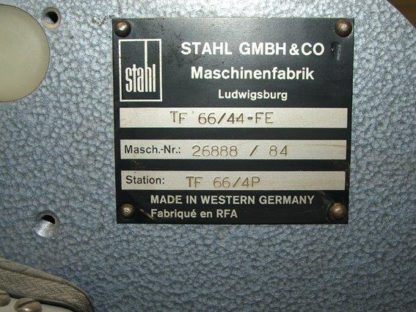 stahl
STAHL GMBH & CO
Maschinenfabrik
Ludwigsburg
TF 66/44-FE
Masch.-Nr.: 26888 / 84
Station: TF 66/4P
MADE IN WESTERN GERMANY
Fabriqué en RFA